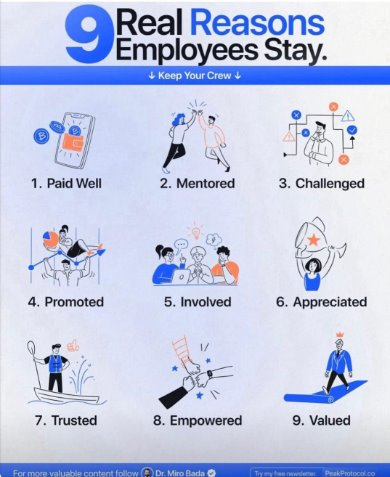 9 Real Reasons
Employees Stay.
↓ Keep Your Crew ↓
1. Paid Well
2. Mentored
3. Challenged
4. Promoted
5. Involved
6. Appreciated
7. Trusted
8. Empowered
9. Valued
For more valuable content follow Dr. Miro Bada
Try my free newsletter. PeakProtocol.co